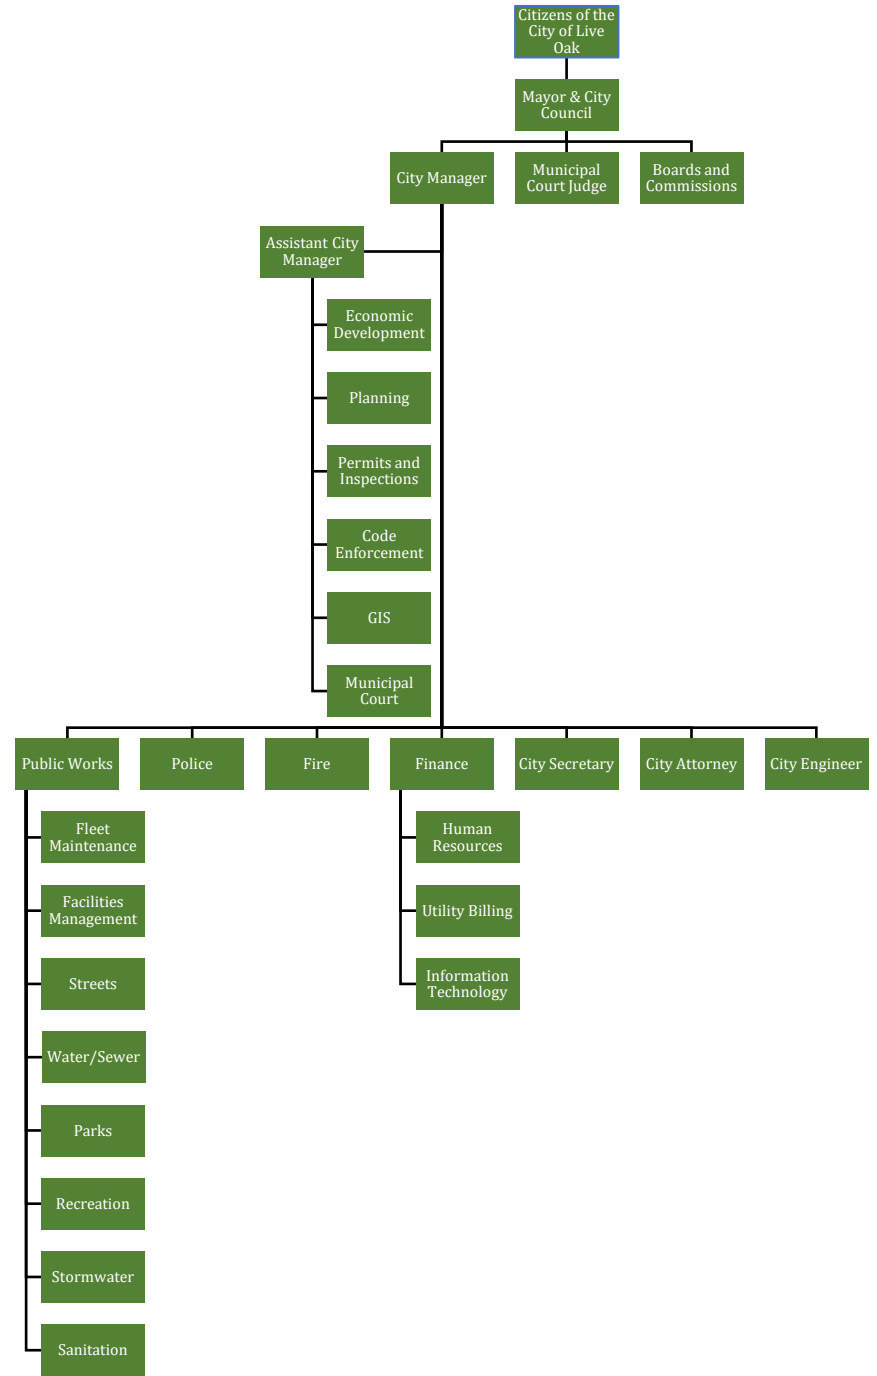 Citizens of the
City of Live
Oak
Mayor & City
Council
City Manager
Municipal
Court Judge
Boards and
Commissions
Assistant City
Manager
Economic
Development
Planning
Permits and
Inspections
Code
Enforcement
GIS
Municipal
Court
Public Works
Police
Fire
Finance
City Secretary
City Attorney
City Engineer
Fleet
Maintenance
Facilities
Management
Streets
Water/Sewer
Parks
Recreation
Stormwater
Sanitation
Human
Resources
Utility Billing
Information
Technology